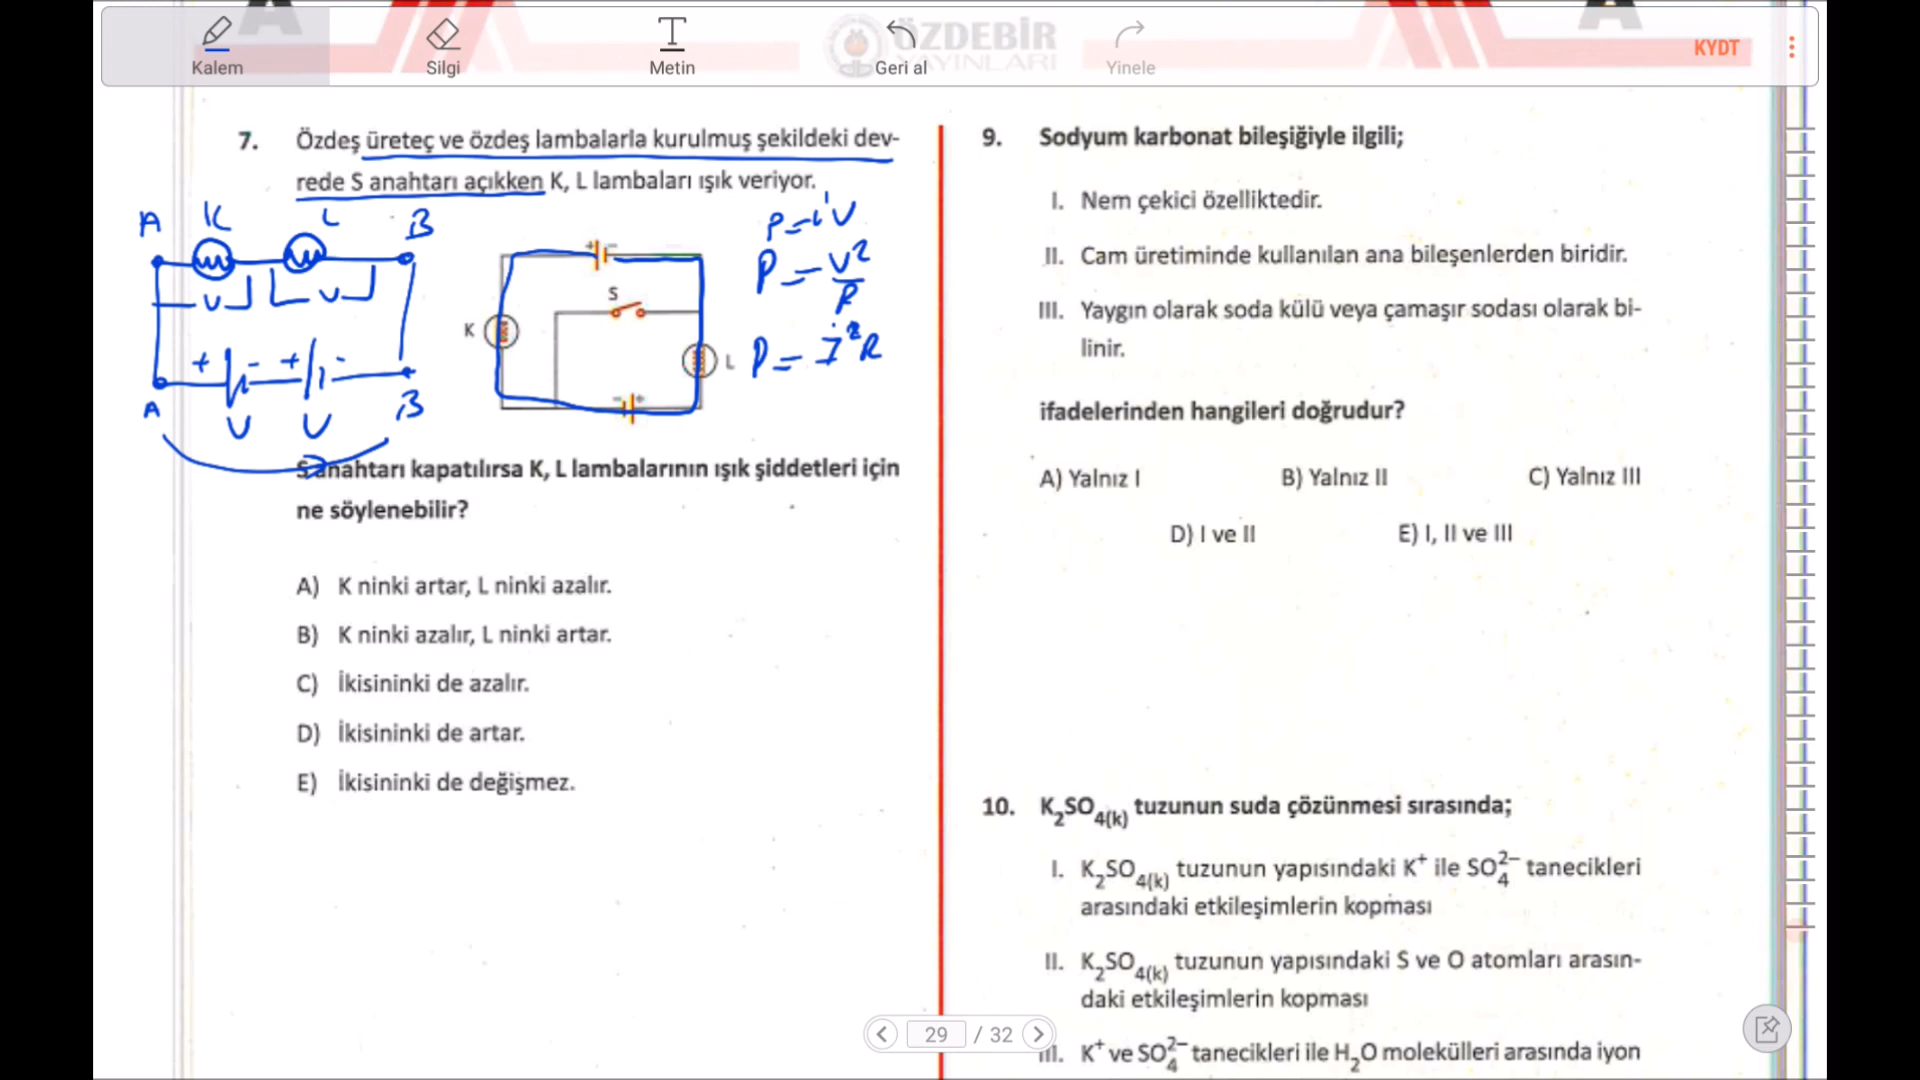 Kalem
Silgi
Metin
Geri al
Yinele
ÖZDEBİR
YAYINLARI
KYDT
7. Özdeş üreteç ve özdeş lambalarla kurulmuş şekildeki dev-
rede S anahtarı açıkken K, L lambaları ışık veriyor.
A K L B
V V
+ - + -
A V V B
+ -
S
K
L
- +
P=iV
P = V²/R
P = i²R
S anahtarı kapatılırsa K, L lambalarının ışık şiddetleri için
ne söylenebilir?
A) K ninki artar, L ninki azalır.
B) K ninki azalır, L ninki artar.
C) İkisininki de azalır.
D) İkisininki de artar.
E) İkisininki de değişmez.
9. Sodyum karbonat bileşiğiyle ilgili;
I. Nem çekici özelliktedir.
II. Cam üretiminde kullanılan ana bileşenlerden biridir.
III. Yaygın olarak soda külü veya çamaşır sodası olarak bi-
linir.
ifadelerinden hangileri doğrudur?
A) Yalnız I B) Yalnız II C) Yalnız III
D) I ve II E) I, II ve III
10. K₂SO₄(k) tuzunun suda çözünmesi sırasında;
I. K₂SO₄(k) tuzunun yapısındaki K⁺ ile SO₄²⁻ tanecikleri
arasındaki etkileşimlerin kopması
II. K₂SO₄(k) tuzunun yapısındaki S ve O atomları arasın-
daki etkileşimlerin kopması
III. K⁺ ve SO₄²⁻ tanecikleri ile H₂O molekülleri arasında iyon
29 / 32